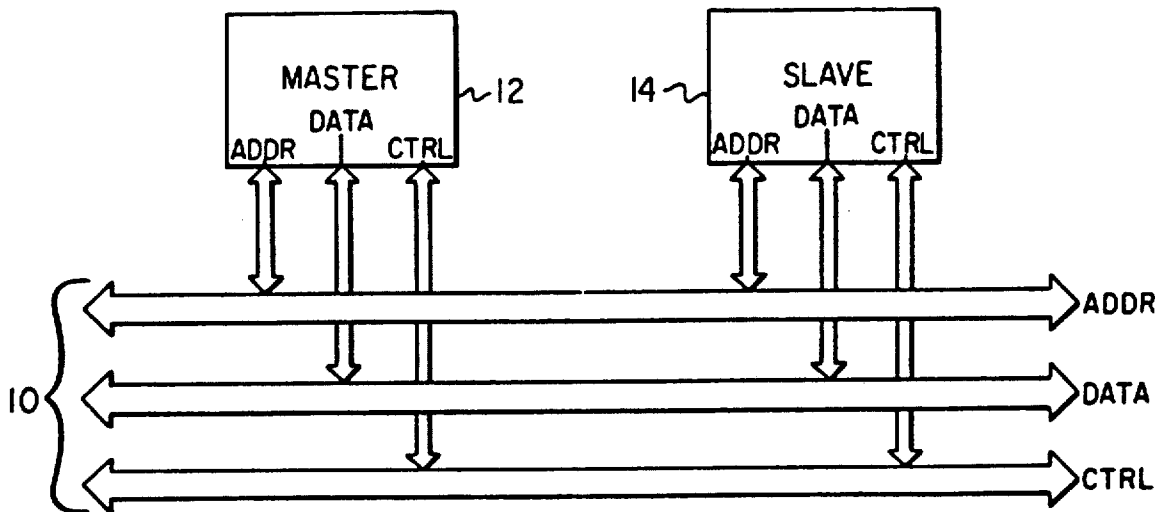 MASTER
DATA
ADDR
CTRL
12
14
SLAVE
DATA
ADDR
CTRL
10
ADDR
DATA
CTRL